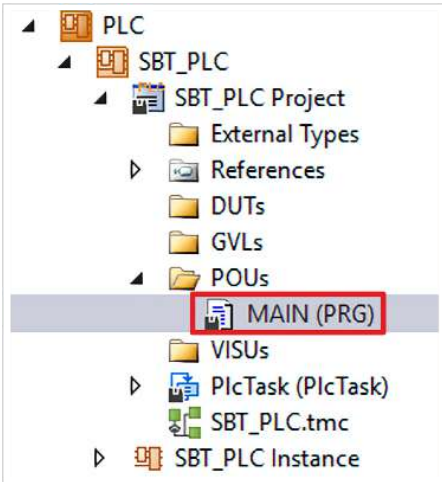 PLC
SBT_PLC
SBT_PLC Project
External Types
References
DUTs
GVLs
POUs
MAIN (PRG)
VISUs
PlcTask (PlcTask)
SBT_PLC.tmc
SBT_PLC Instance